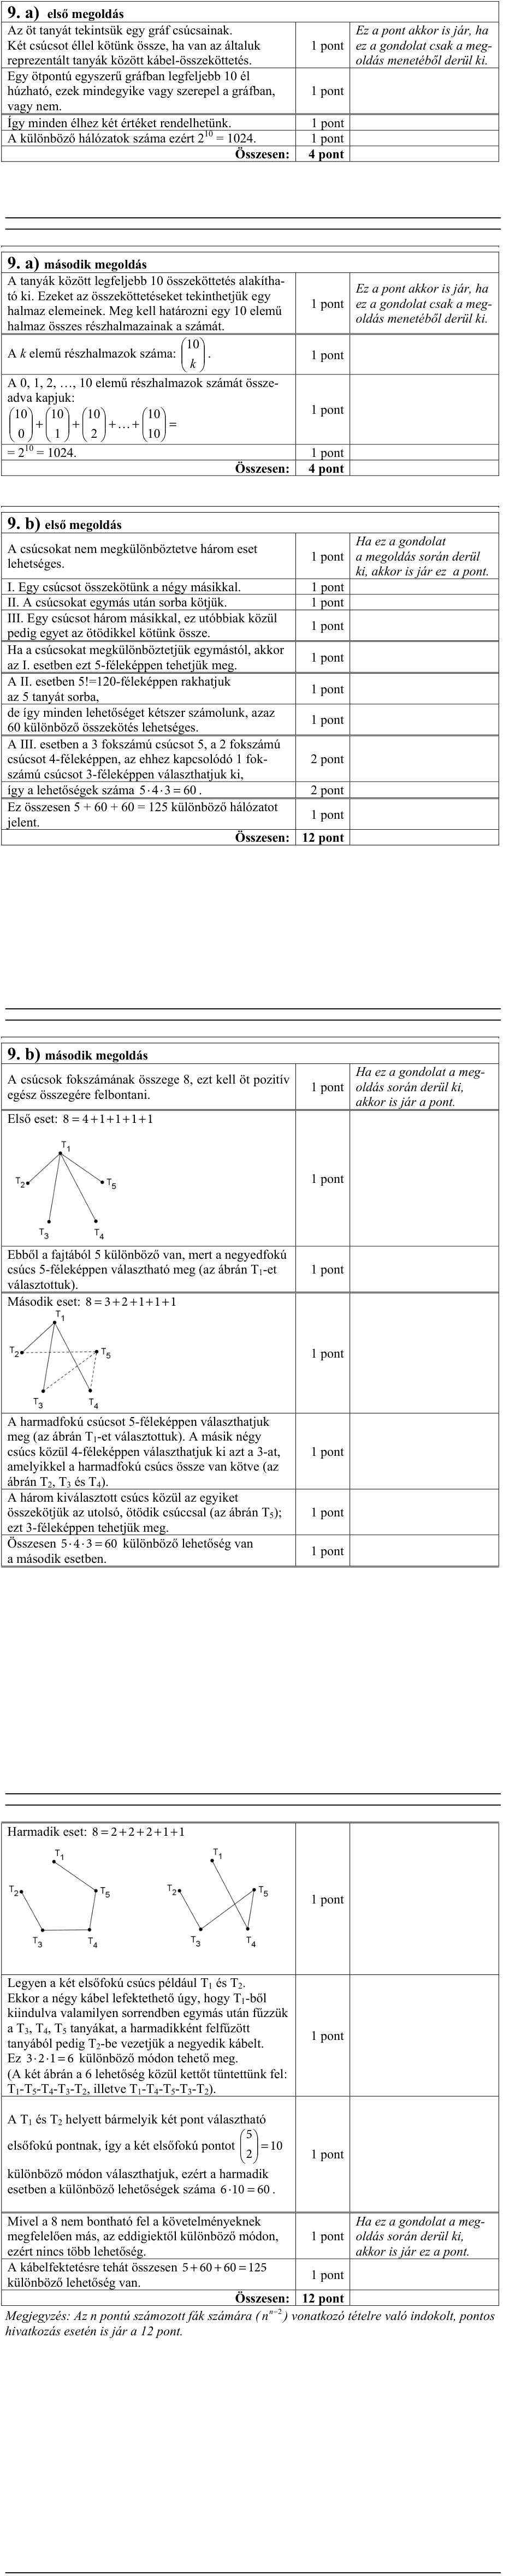 9. a) első megoldás
Az öt tanyát tekintsük egy gráf csúcsainak.
Két csúcsot éllel kötünk össze, ha van az általuk
reprezentált tanyák között kábel-összeköttetés.
1 pont
Ez a pont akkor is jár, ha
ez a gondolat csak a meg-
oldás menetéből derül ki.
Egy ötpontú egyszerű gráfban legfeljebb 10 él
húzható, ezek mindegyike vagy szerepel a gráfban,
vagy nem.
1 pont
Így minden élhez két értéket rendelhetünk.
1 pont
A különböző hálózatok száma ezért 2^10 = 1024.
1 pont
Összesen: 4 pont
9. a) második megoldás
A tanyák között legfeljebb 10 összeköttetés alakítha-
tó ki. Ezeket az összeköttetéseket tekinthetjük egy
halmaz elemeinek. Meg kell határozni egy 10 elemű
halmaz összes részhalmazainak a számát.
1 pont
Ez a pont akkor is jár, ha
ez a gondolat csak a meg-
oldás menetéből derül ki.
A k elemű részhalmazok száma: (10 k).
1 pont
A 0, 1, 2, …, 10 elemű részhalmazok számát össze-
adva kapjuk:
(10 0) + (10 1) + (10 2) + … + (10 10) =
1 pont
= 2^10 = 1024.
1 pont
Összesen: 4 pont
9. b) első megoldás
A csúcsokat nem megkülönböztetve három eset
lehetséges.
1 pont
Ha ez a gondolat
a megoldás során derül
ki, akkor is jár ez a pont.
I. Egy csúcsot összekötünk a négy másikkal.
1 pont
II. A csúcsokat egymás után sorba kötjük.
1 pont
III. Egy csúcsot három másikkal, ez utóbbiak közül
pedig egyet az ötödikkel kötünk össze.
1 pont
Ha a csúcsokat megkülönböztetjük egymástól, akkor
az I. esetben ezt 5-féleképpen tehetjük meg.
1 pont
A II. esetben 5!=120-féleképpen rakhatjuk
az 5 tanyát sorba,
1 pont
de így minden lehetőséget kétszer számolunk, azaz
60 különböző összekötés lehetséges.
1 pont
A III. esetben a 3 fokszámú csúcsot 5, a 2 fokszámú
csúcsot 4-féleképpen, az ehhez kapcsolódó 1 fok-
számú csúcsot 3-féleképpen választhatjuk ki,
2 pont
így a lehetőségek száma 5·4·3 = 60 .
2 pont
Ez összesen 5 + 60 + 60 = 125 különböző hálózatot
jelent.
1 pont
Összesen: 12 pont
9. b) második megoldás
A csúcsok fokszámának összege 8, ezt kell öt pozitív
egész összegére felbontani.
1 pont
Ha ez a gondolat a meg-
oldás során derül ki,
akkor is jár a pont.
Első eset: 8 = 4+1+1+1+1
T1
T2
T5
T3
T4
1 pont
Ebből a fajtából 5 különböző van, mert a negyedfokú
csúcs 5-féleképpen választható meg (az ábrán T1-et
választottuk).
1 pont
Második eset: 8 = 3+2+1+1+1
T1
T2
T5
T3
T4
1 pont
A harmadfokú csúcsot 5-féleképpen választhatjuk
meg (az ábrán T1-et választottuk). A másik négy
csúcs közül 4-féleképpen választhatjuk ki azt a 3-at,
amelyikkel a harmadfokú csúcs össze van kötve (az
ábrán T2, T3 és T4).
1 pont
A három kiválasztott csúcs közül az egyiket
összekötjük az utolsó, ötödik csúccsal (az ábrán T5);
ezt 3-féleképpen tehetjük meg.
1 pont
Összesen 5·4·3 = 60 különböző lehetőség van
a második esetben.
1 pont
Harmadik eset: 8 = 2+2+2+1+1
T1
T2
T5
T3
T4
T1
T2
T5
T3
T4
1 pont
Legyen a két elsőfokú csúcs például T1 és T2.
Ekkor a négy kábel lefektethető úgy, hogy T1-ből
kiindulva valamilyen sorrendben egymás után fűzzük
a T3, T4, T5 tanyákat, a harmadikként felfűzött
tanyából pedig T2-be vezetjük a negyedik kábelt.
Ez 3·2·1 = 6 különböző módon tehető meg.
(A két ábrán a 6 lehetőség közül kettőt tüntettünk fel:
T1-T5-T4-T3-T2, illetve T1-T4-T5-T3-T2).
1 pont
A T1 és T2 helyett bármelyik két pont választható
elsőfokú pontnak, így a két elsőfokú pontot (5 2) = 10
különböző módon választhatjuk, ezért a harmadik
esetben a különböző lehetőségek száma 6·10 = 60 .
1 pont
Mivel a 8 nem bontható fel a követelményeknek
megfelelően más, az eddigiektől különböző módon,
ezért nincs több lehetőség.
1 pont
Ha ez a gondolat a meg-
oldás során derül ki,
akkor is jár ez a pont.
A kábelfektetésre tehát összesen 5+60+60=125
különböző lehetőség van.
1 pont
Összesen: 12 pont
Megjegyzés: Az n pontú számozott fák számára (n^(n−2)) vonatkozó tételre való indokolt, pontos
hivatkozás esetén is jár a 12 pont.